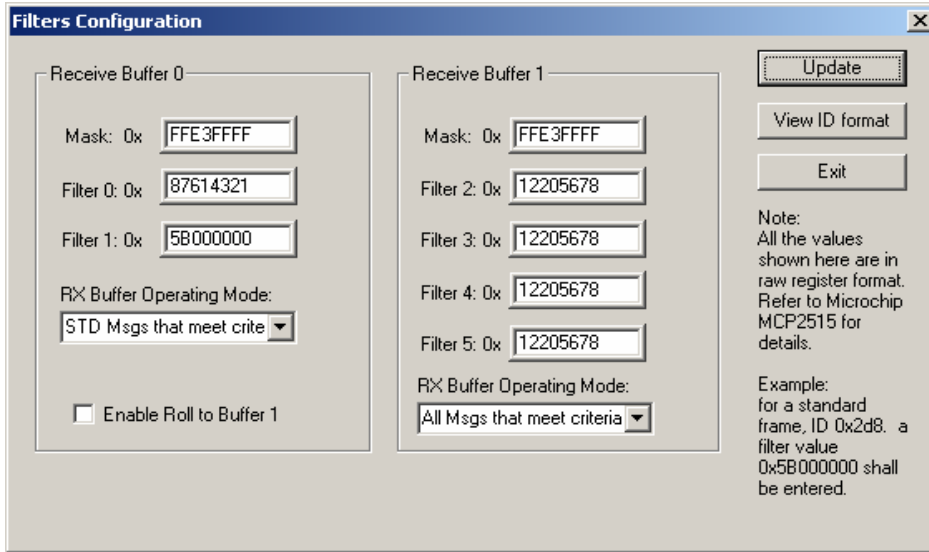 Filters Configuration
Receive Buffer 0
Mask: 0x FFE3FFFF
Filter 0: 0x 87614321
Filter 1: 0x 5B000000
RX Buffer Operating Mode:
STD Msgs that meet crite
Enable Roll to Buffer 1
Receive Buffer 1
Mask: 0x FFE3FFFF
Filter 2: 0x 12205678
Filter 3: 0x 12205678
Filter 4: 0x 12205678
Filter 5: 0x 12205678
RX Buffer Operating Mode:
All Msgs that meet criteria
Update
View ID format
Exit
Note:
All the values
shown here are in
raw register format.
Refer to Microchip
MCP2515 for
details.
Example:
for a standard
frame, ID 0x2d8. a
filter value
0x5B000000 shall
be entered.